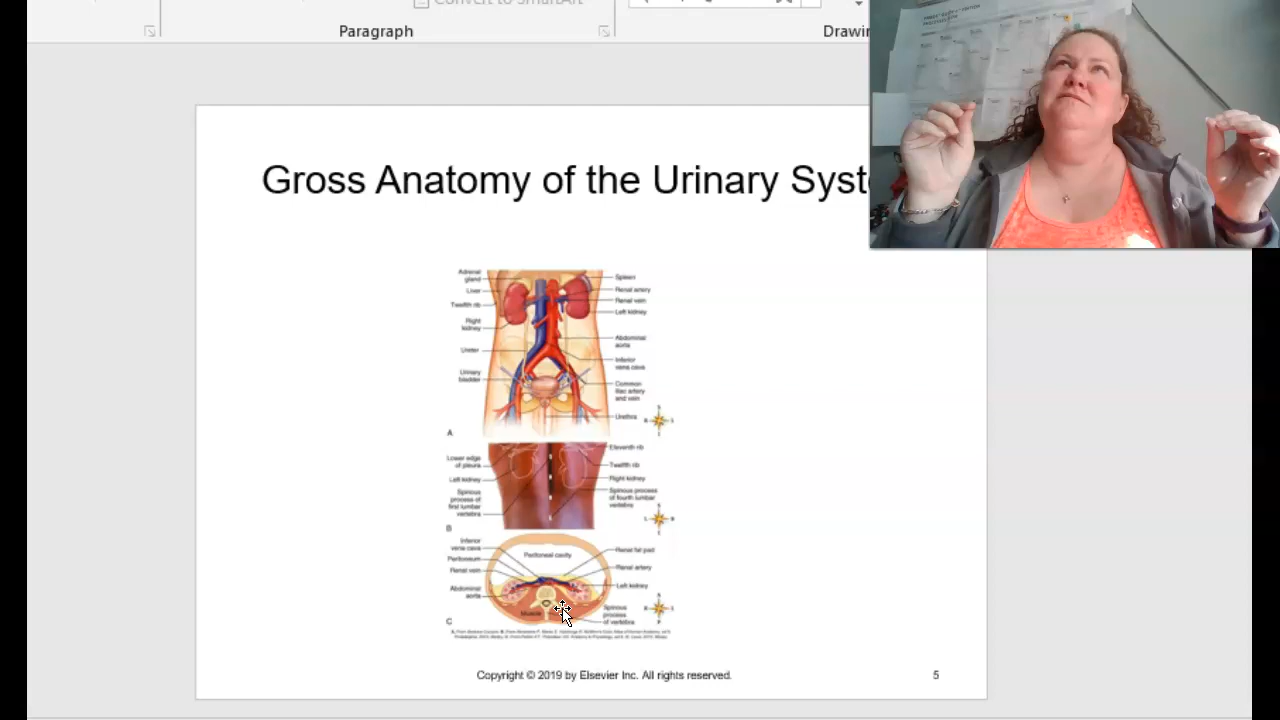 Convert to SmartArt
Paragraph
Drawin
Gross Anatomy of the Urinary Syst
Adrenal
gland
Liver
Twelfth rib
Right
kidney
Ureter
Urinary
bladder
Spleen
Renal artery
Renal vein
Left kidney
Abdominal
aorta
Inferior
vena cava
Common
iliac artery
and vein
Urethra
A
Lower edge
of pleura
Left kidney
Spinous
process of
first lumbar
vertebra
Eleventh rib
Twelfth rib
Right kidney
Spinous process
of fourth lumbar
vertebra
B
Inferior
vena cava
Peritoneum
Renal vein
Abdominal
aorta
Peritoneal cavity
Muscle
Renal fat pad
Renal artery
Left kidney
Spinous
process
of vertebra
C
Copyright © 2019 by Elsevier Inc. All rights reserved.
5